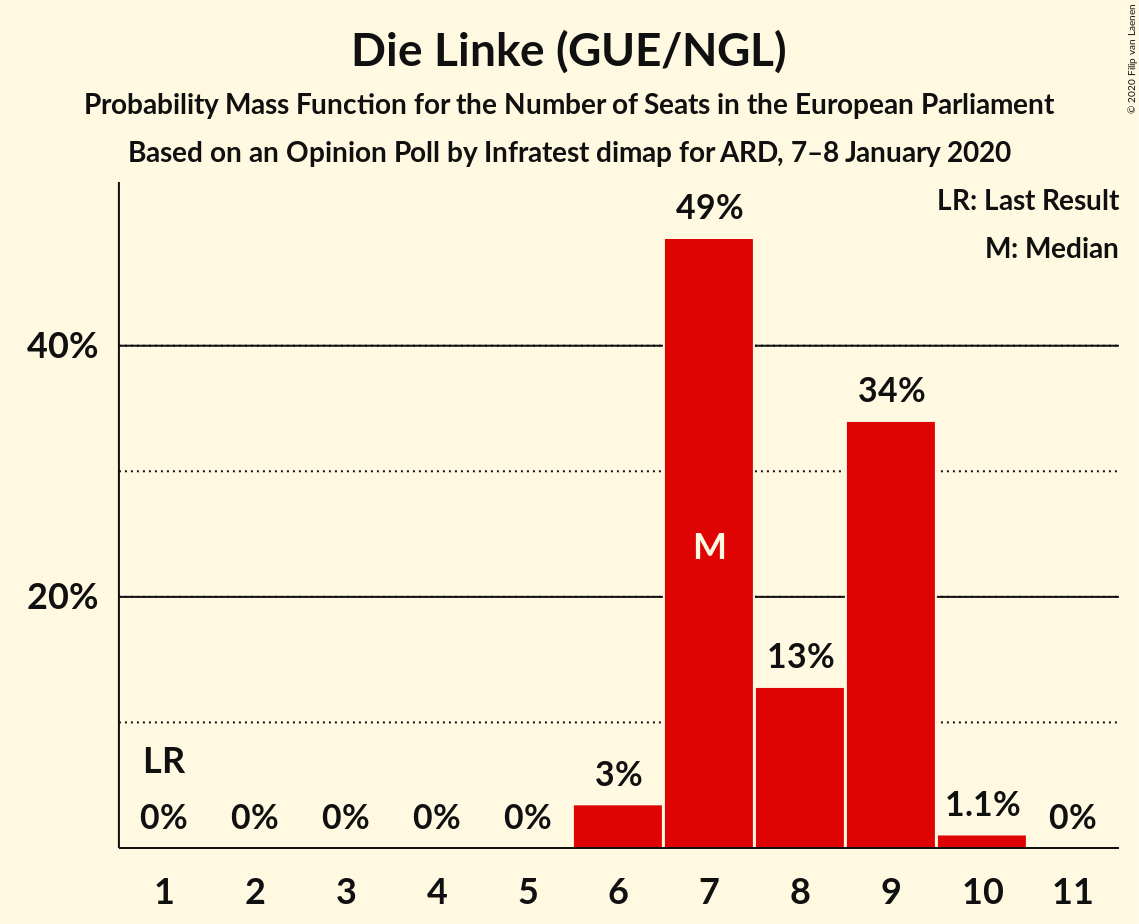 Die Linke (GUE/NGL)
Probability Mass Function for the Number of Seats in the European Parliament
Based on an Opinion Poll by Infratest dimap for ARD, 7–8 January 2020
© 2020 Filip van Laenen
LR: Last Result
M: Median
49%
40%
34%
M
20%
13%
LR
3%
1.1%
0% 0% 0% 0% 0% 0%
1 2 3 4 5 6 7 8 9 10 11